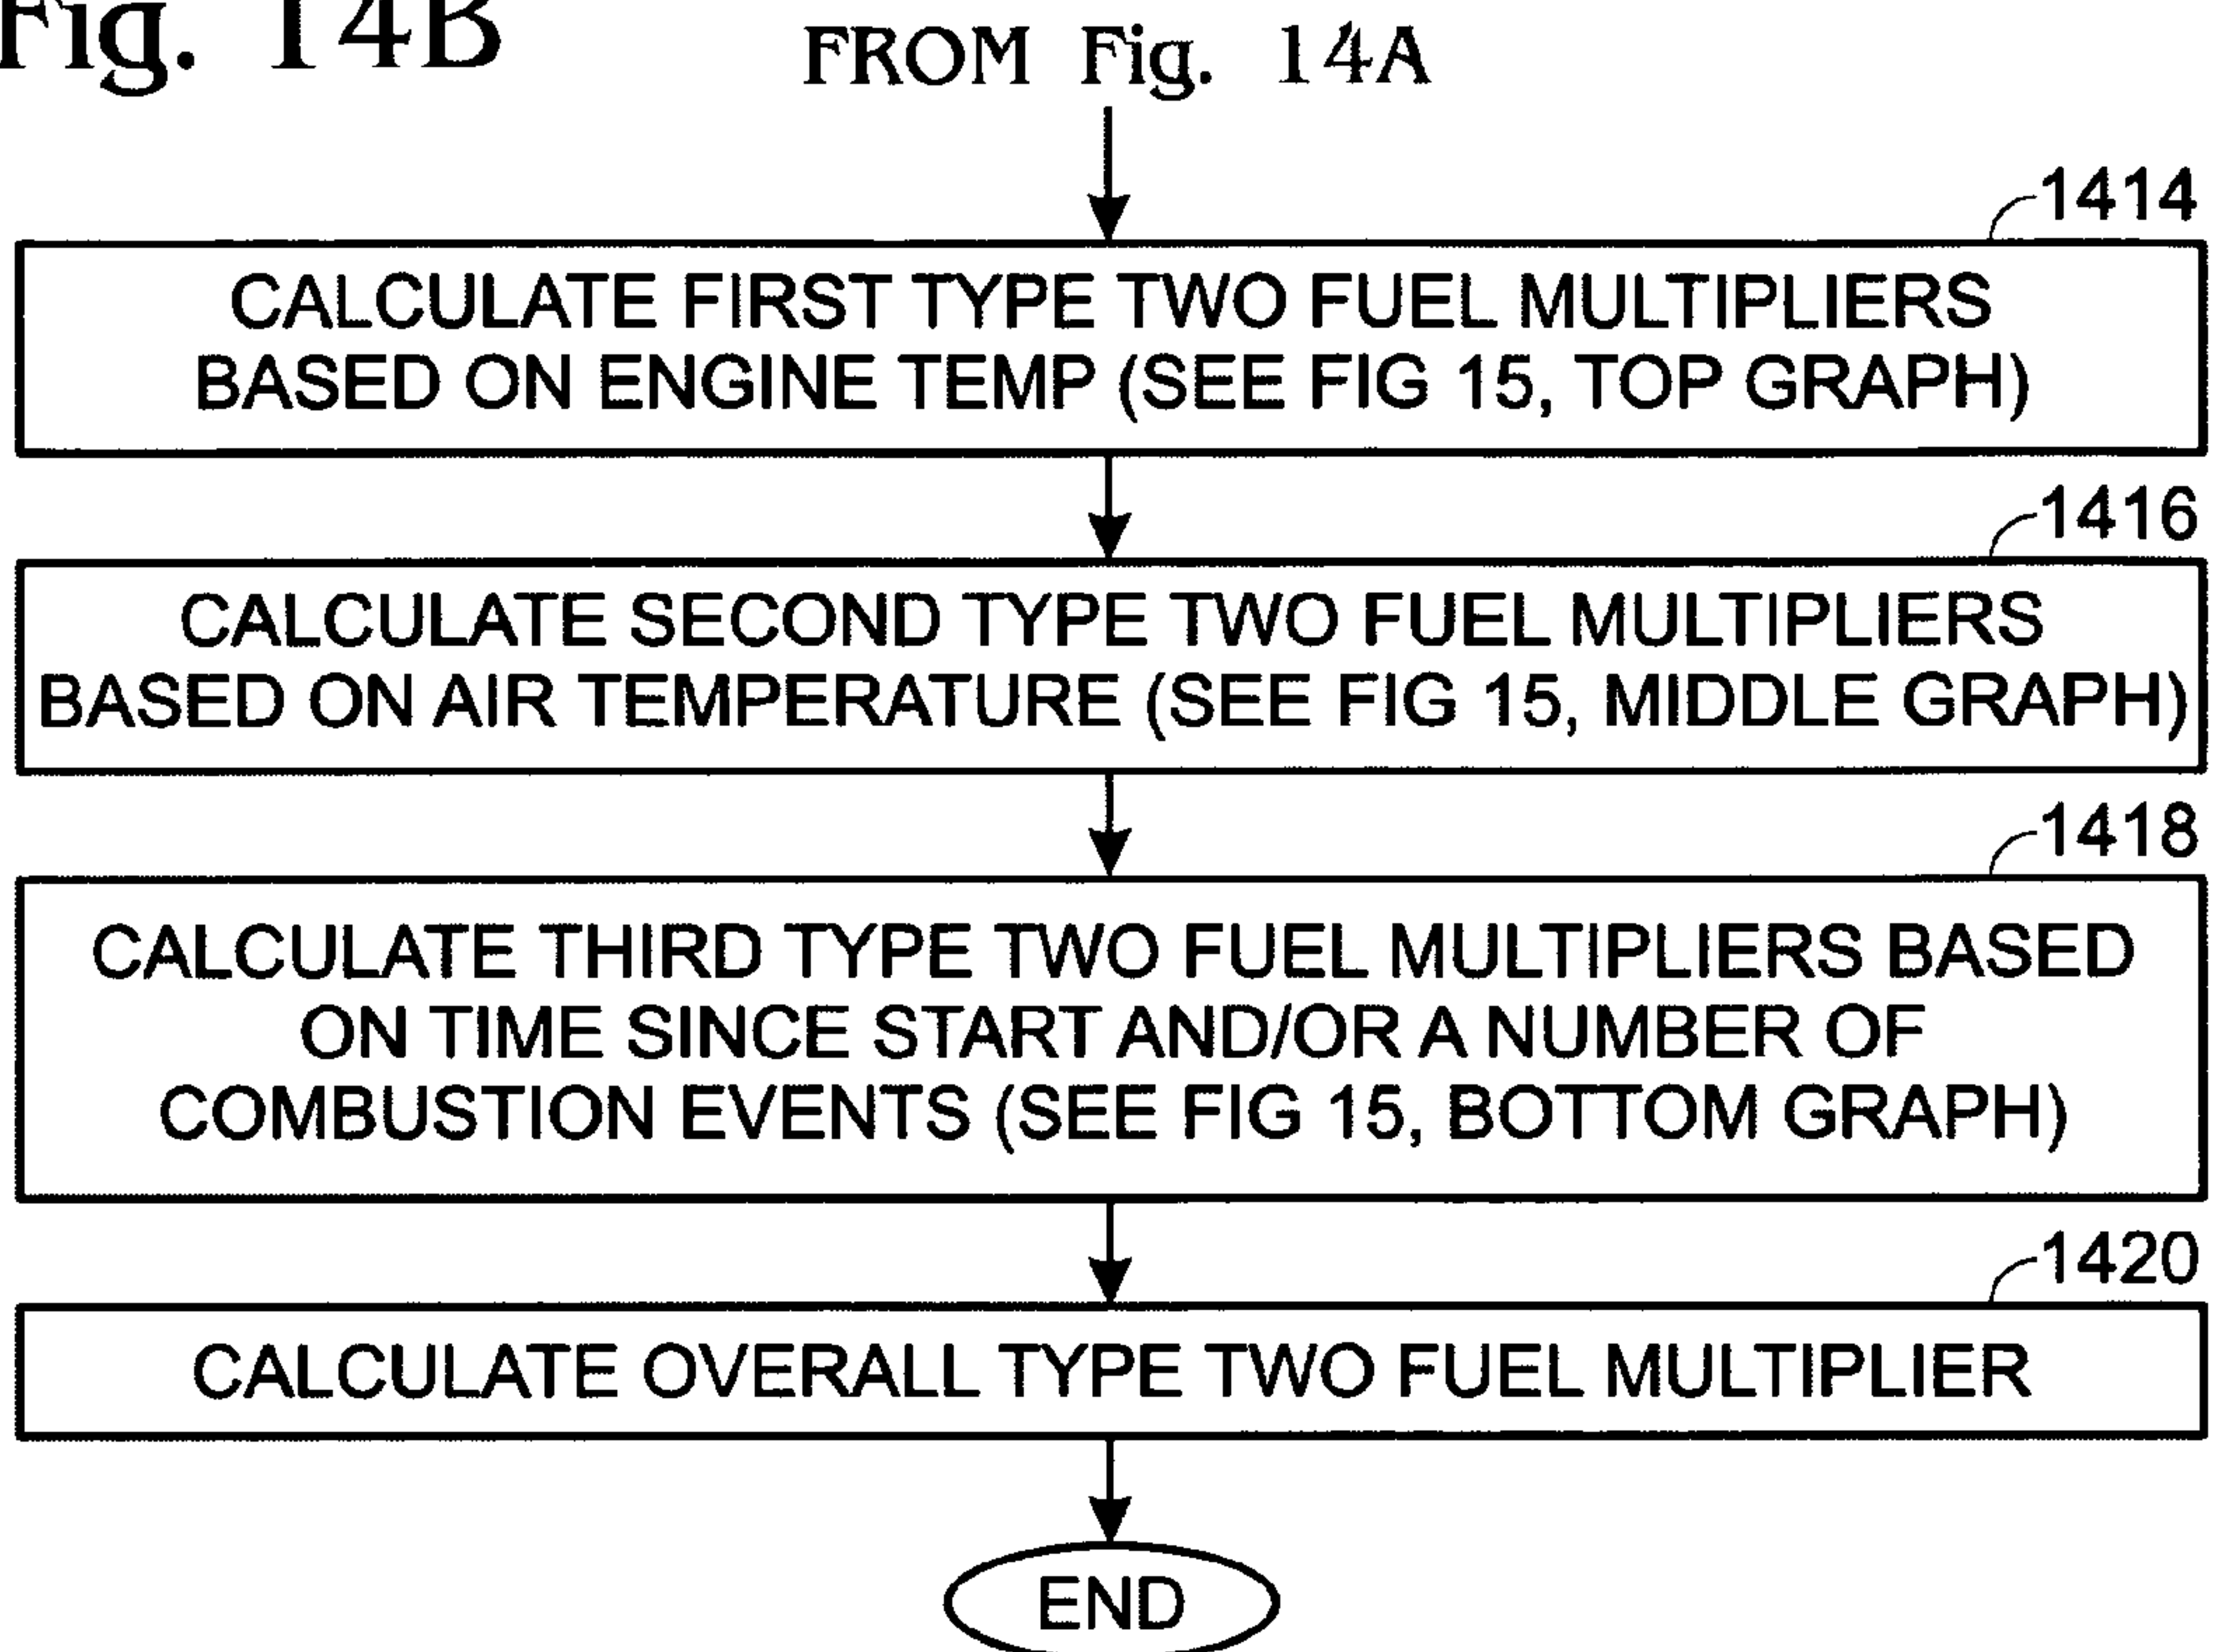 Fig. 14B
FROM Fig. 14A
1414
CALCULATE FIRST TYPE TWO FUEL MULTIPLIERS
BASED ON ENGINE TEMP (SEE FIG 15, TOP GRAPH)
1416
CALCULATE SECOND TYPE TWO FUEL MULTIPLIERS
BASED ON AIR TEMPERATURE (SEE FIG 15, MIDDLE GRAPH)
1418
CALCULATE THIRD TYPE TWO FUEL MULTIPLIERS BASED
ON TIME SINCE START AND/OR A NUMBER OF
COMBUSTION EVENTS (SEE FIG 15, BOTTOM GRAPH)
1420
CALCULATE OVERALL TYPE TWO FUEL MULTIPLIER
END